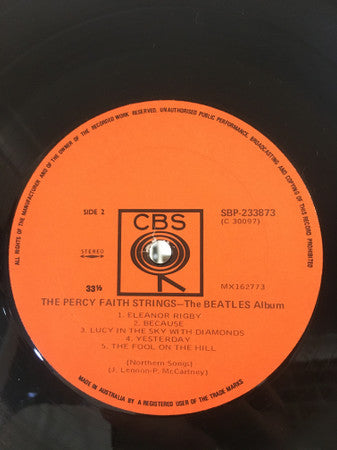 ALL RIGHTS OF THE MANUFACTURER AND OF THE OWNER OF THE RECORDED WORK RESERVED. UNAUTHORISED PUBLIC PERFORMANCE, BROADCASTING AND COPYING OF THIS RECORD PROHIBITED
SIDE 2
CBS
SBP-233873
(C 30097)
STEREO
33⅓
MX162773
THE PERCY FAITH STRINGS—The BEATLES Album
1. ELEANOR RIGBY
2. BECAUSE
3. LUCY IN THE SKY WITH DIAMONDS
4. YESTERDAY
5. THE FOOL ON THE HILL
(Northern Songs)
(J. Lennon-P. McCartney)
MADE IN AUSTRALIA BY A REGISTERED USER OF THE TRADE MARKS